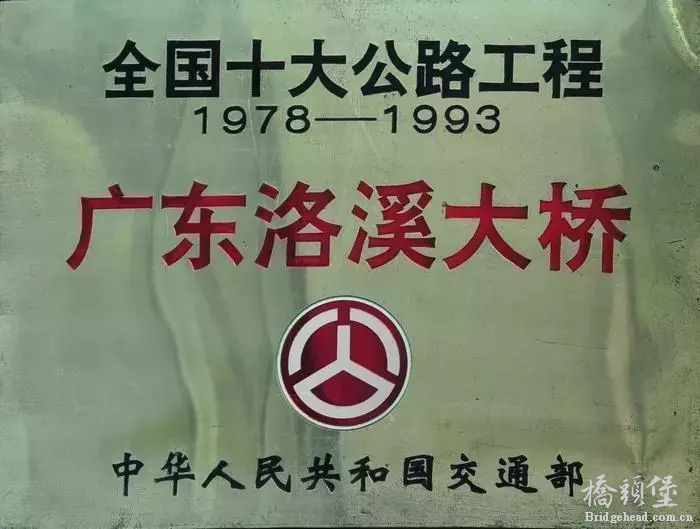 全国十大公路工程
1978—1993
广东洛溪大桥
中华人民共和国交通部
橋頭堡
Bridgehead.com.cn